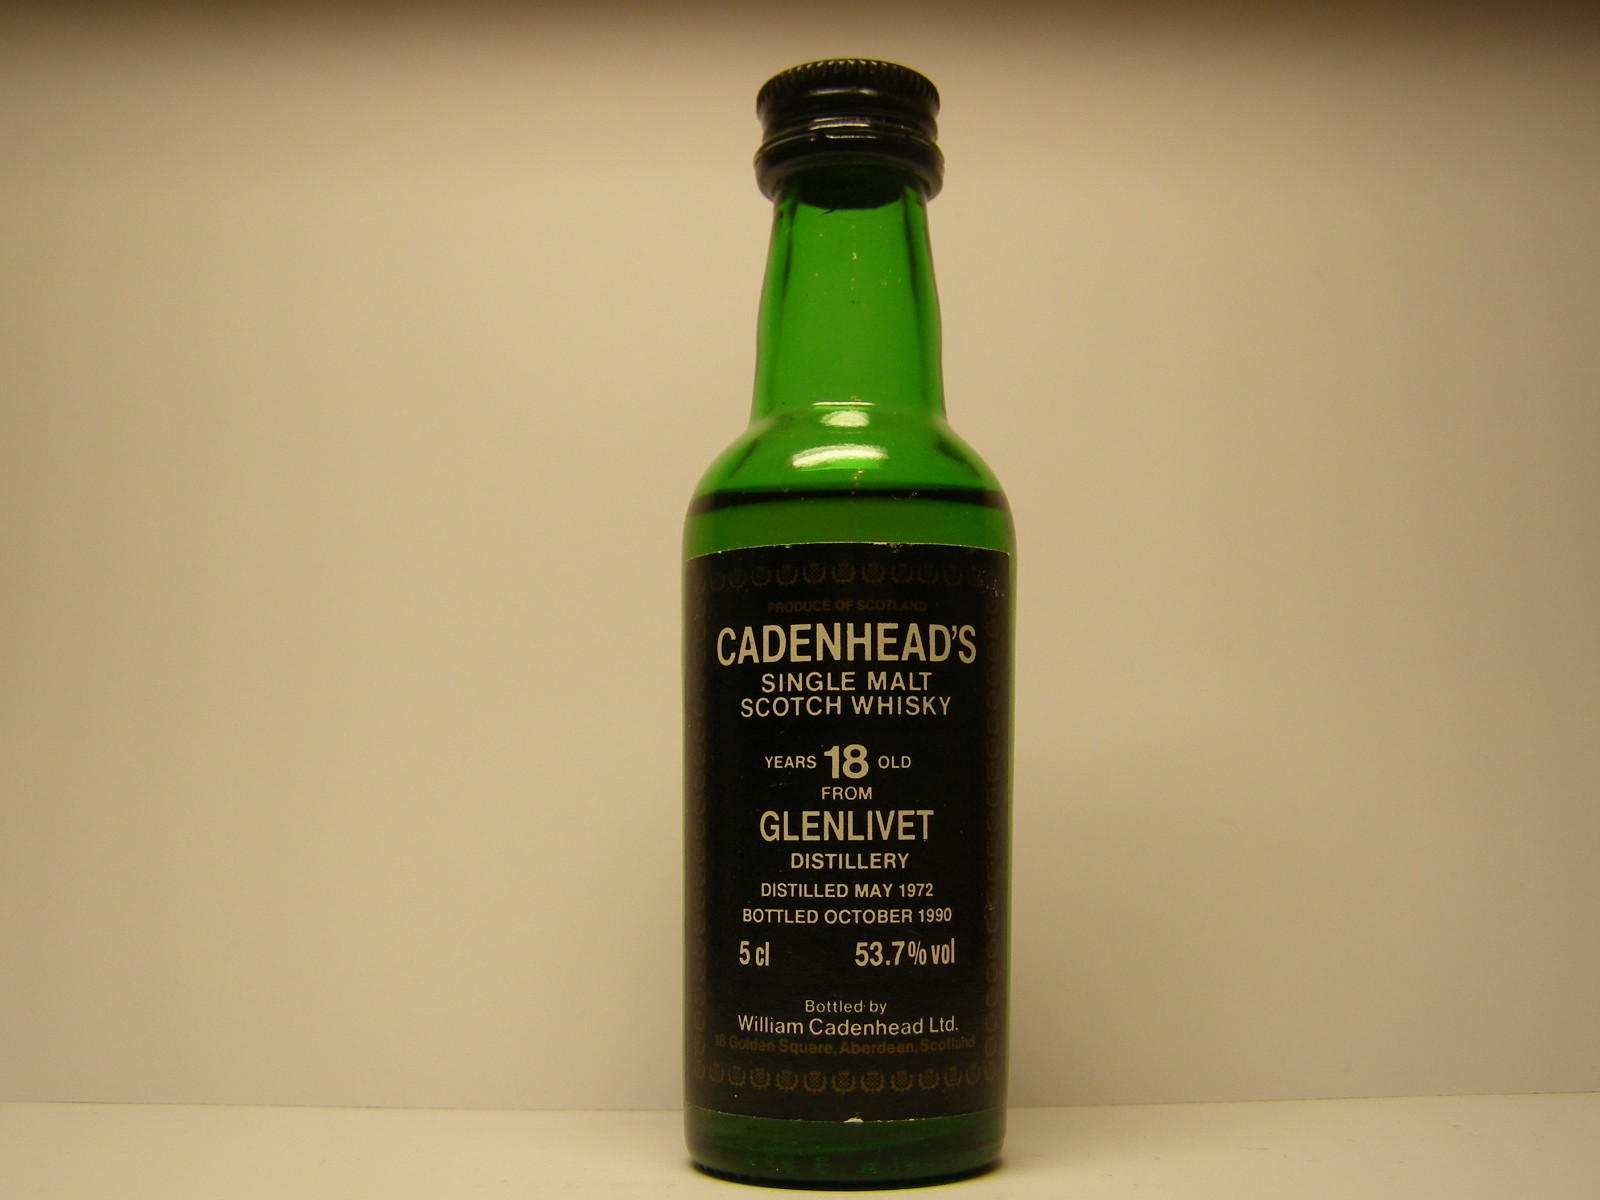 PRODUCE OF SCOTLAND
CADENHEAD'S
SINGLE MALT
SCOTCH WHISKY
YEARS 18 OLD
FROM
GLENLIVET
DISTILLERY
DISTILLED MAY 1972
BOTTLED OCTOBER 1990
5 cl 53.7% vol
Bottled by
William Cadenhead Ltd.
18 Golden Square, Aberdeen, Scotland